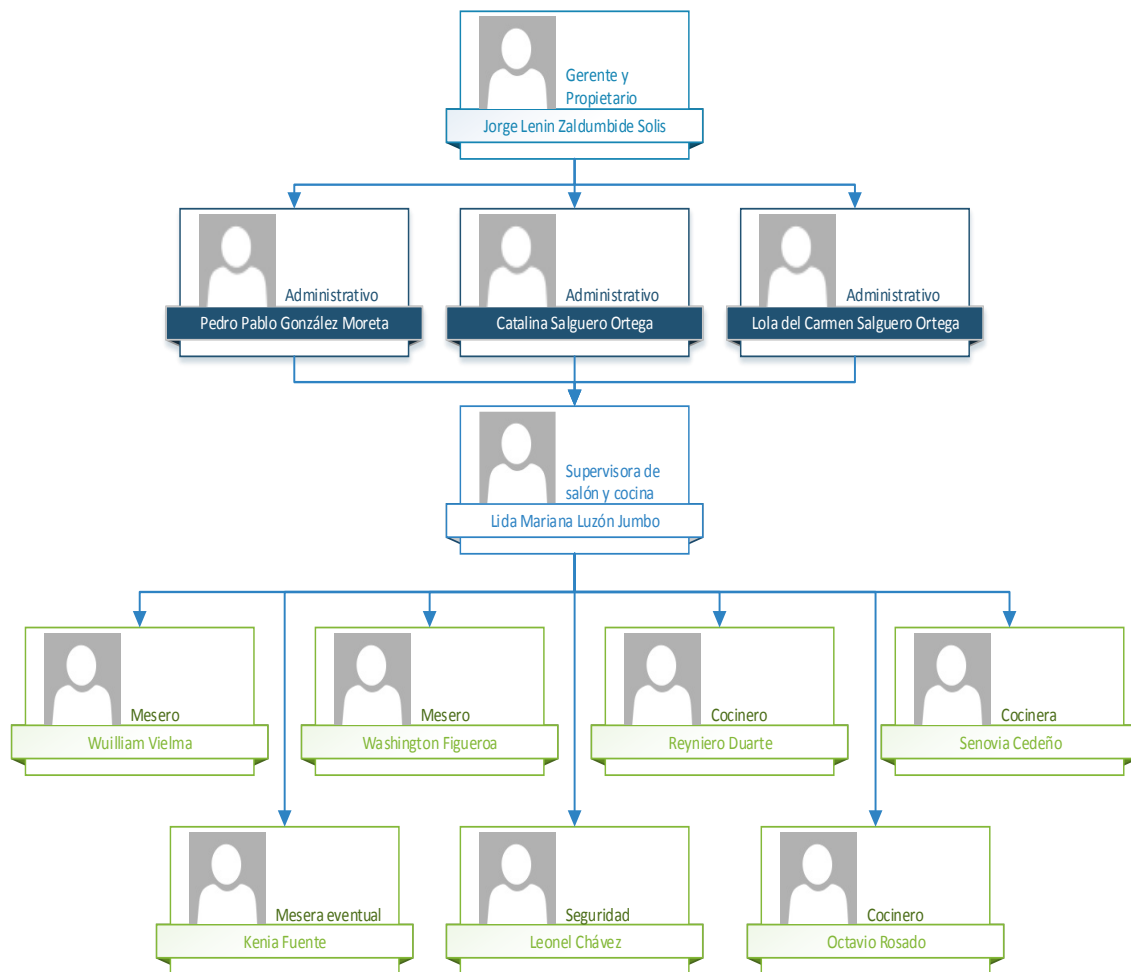 Gerente y
Propietario
Jorge Lenin Zaldumbide Solis
Administrativo
Pedro Pablo González Moreta
Administrativo
Catalina Salguero Ortega
Administrativo
Lola del Carmen Salguero Ortega
Supervisora de
salón y cocina
Lida Mariana Luzón Jumbo
Mesero
Wuilliam Vielma
Mesero
Washington Figueroa
Cocinero
Reyniero Duarte
Cocinera
Senovia Cedeño
Mesera eventual
Kenia Fuente
Seguridad
Leonel Chávez
Cocinero
Octavio Rosado